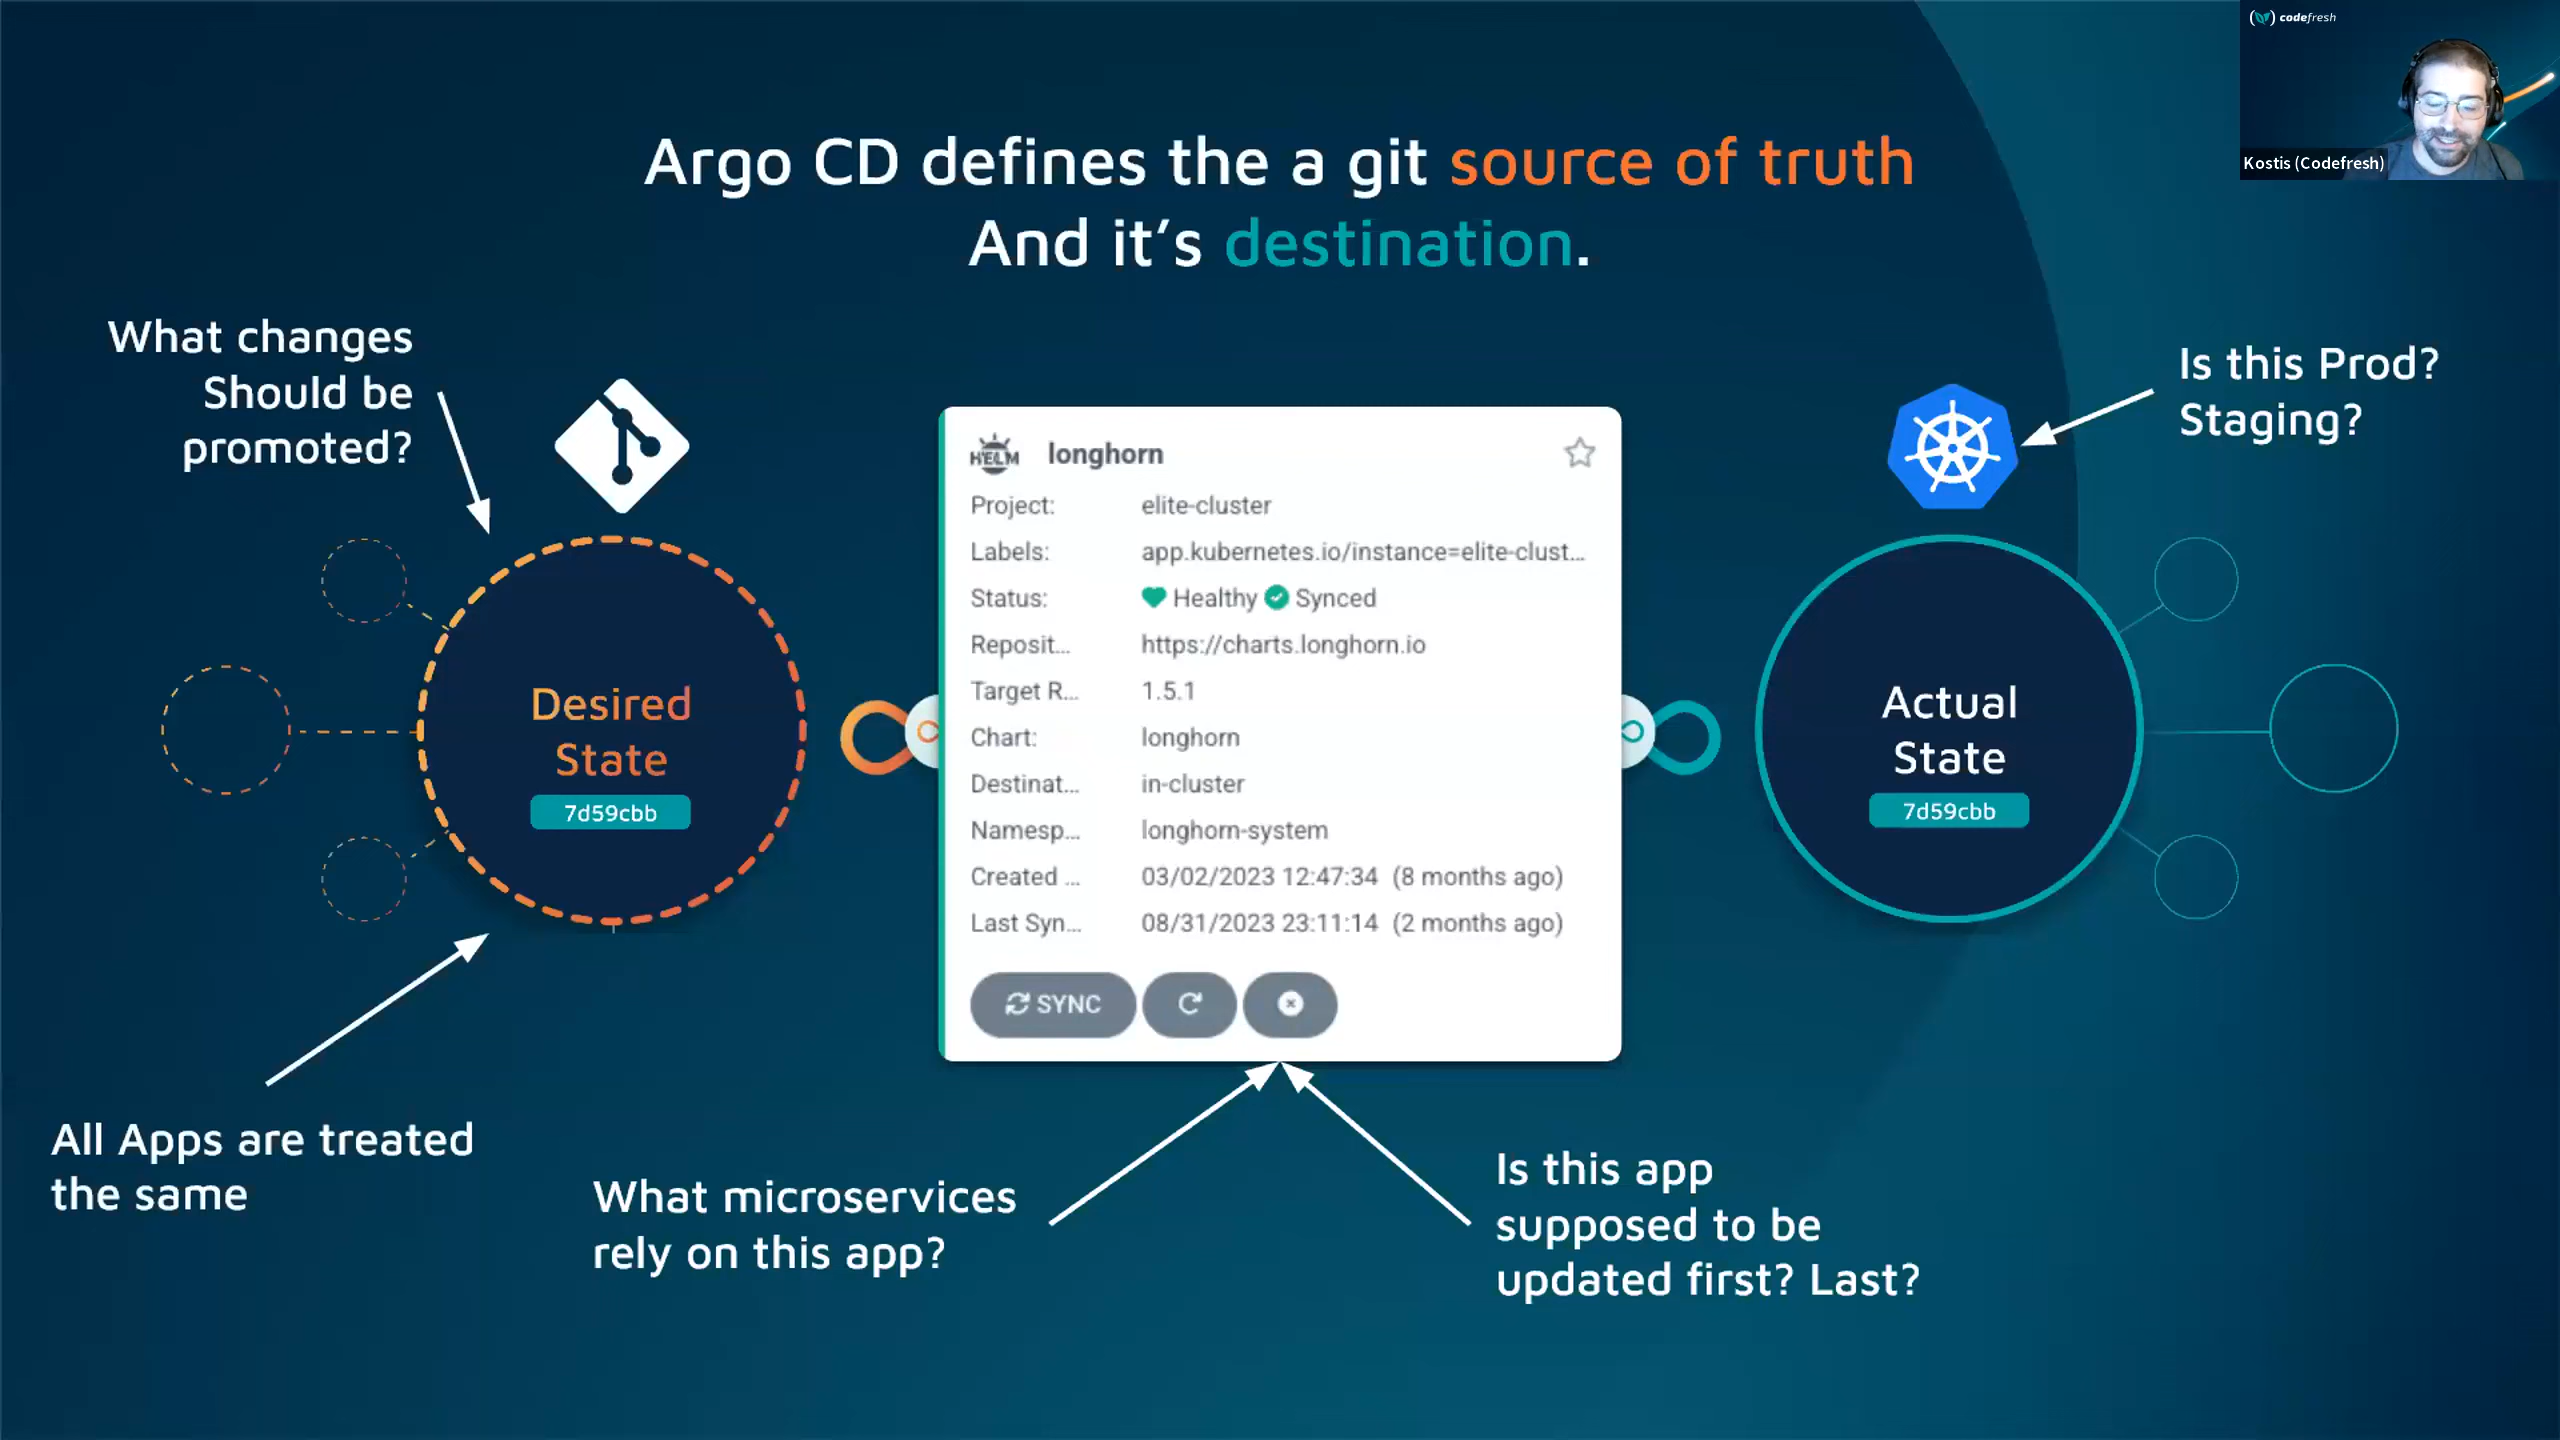 codefresh
Kostis (Codefresh)
Argo CD defines the a git source of truth
And it's destination.
What changes
Should be
promoted?
Is this Prod?
Staging?
HELM
longhorn
Project: elite-cluster
Labels: app.kubernetes.io/instance=elite-clust...
Status: Healthy Synced
Reposit... https://charts.longhorn.io
Target R... 1.5.1
Chart: longhorn
Destinat... in-cluster
Namesp... longhorn-system
Created ... 03/02/2023 12:47:34 (8 months ago)
Last Syn... 08/31/2023 23:11:14 (2 months ago)
SYNC
Desired
State
7d59cbb
Actual
State
7d59cbb
All Apps are treated
the same
What microservices
rely on this app?
Is this app
supposed to be
updated first? Last?